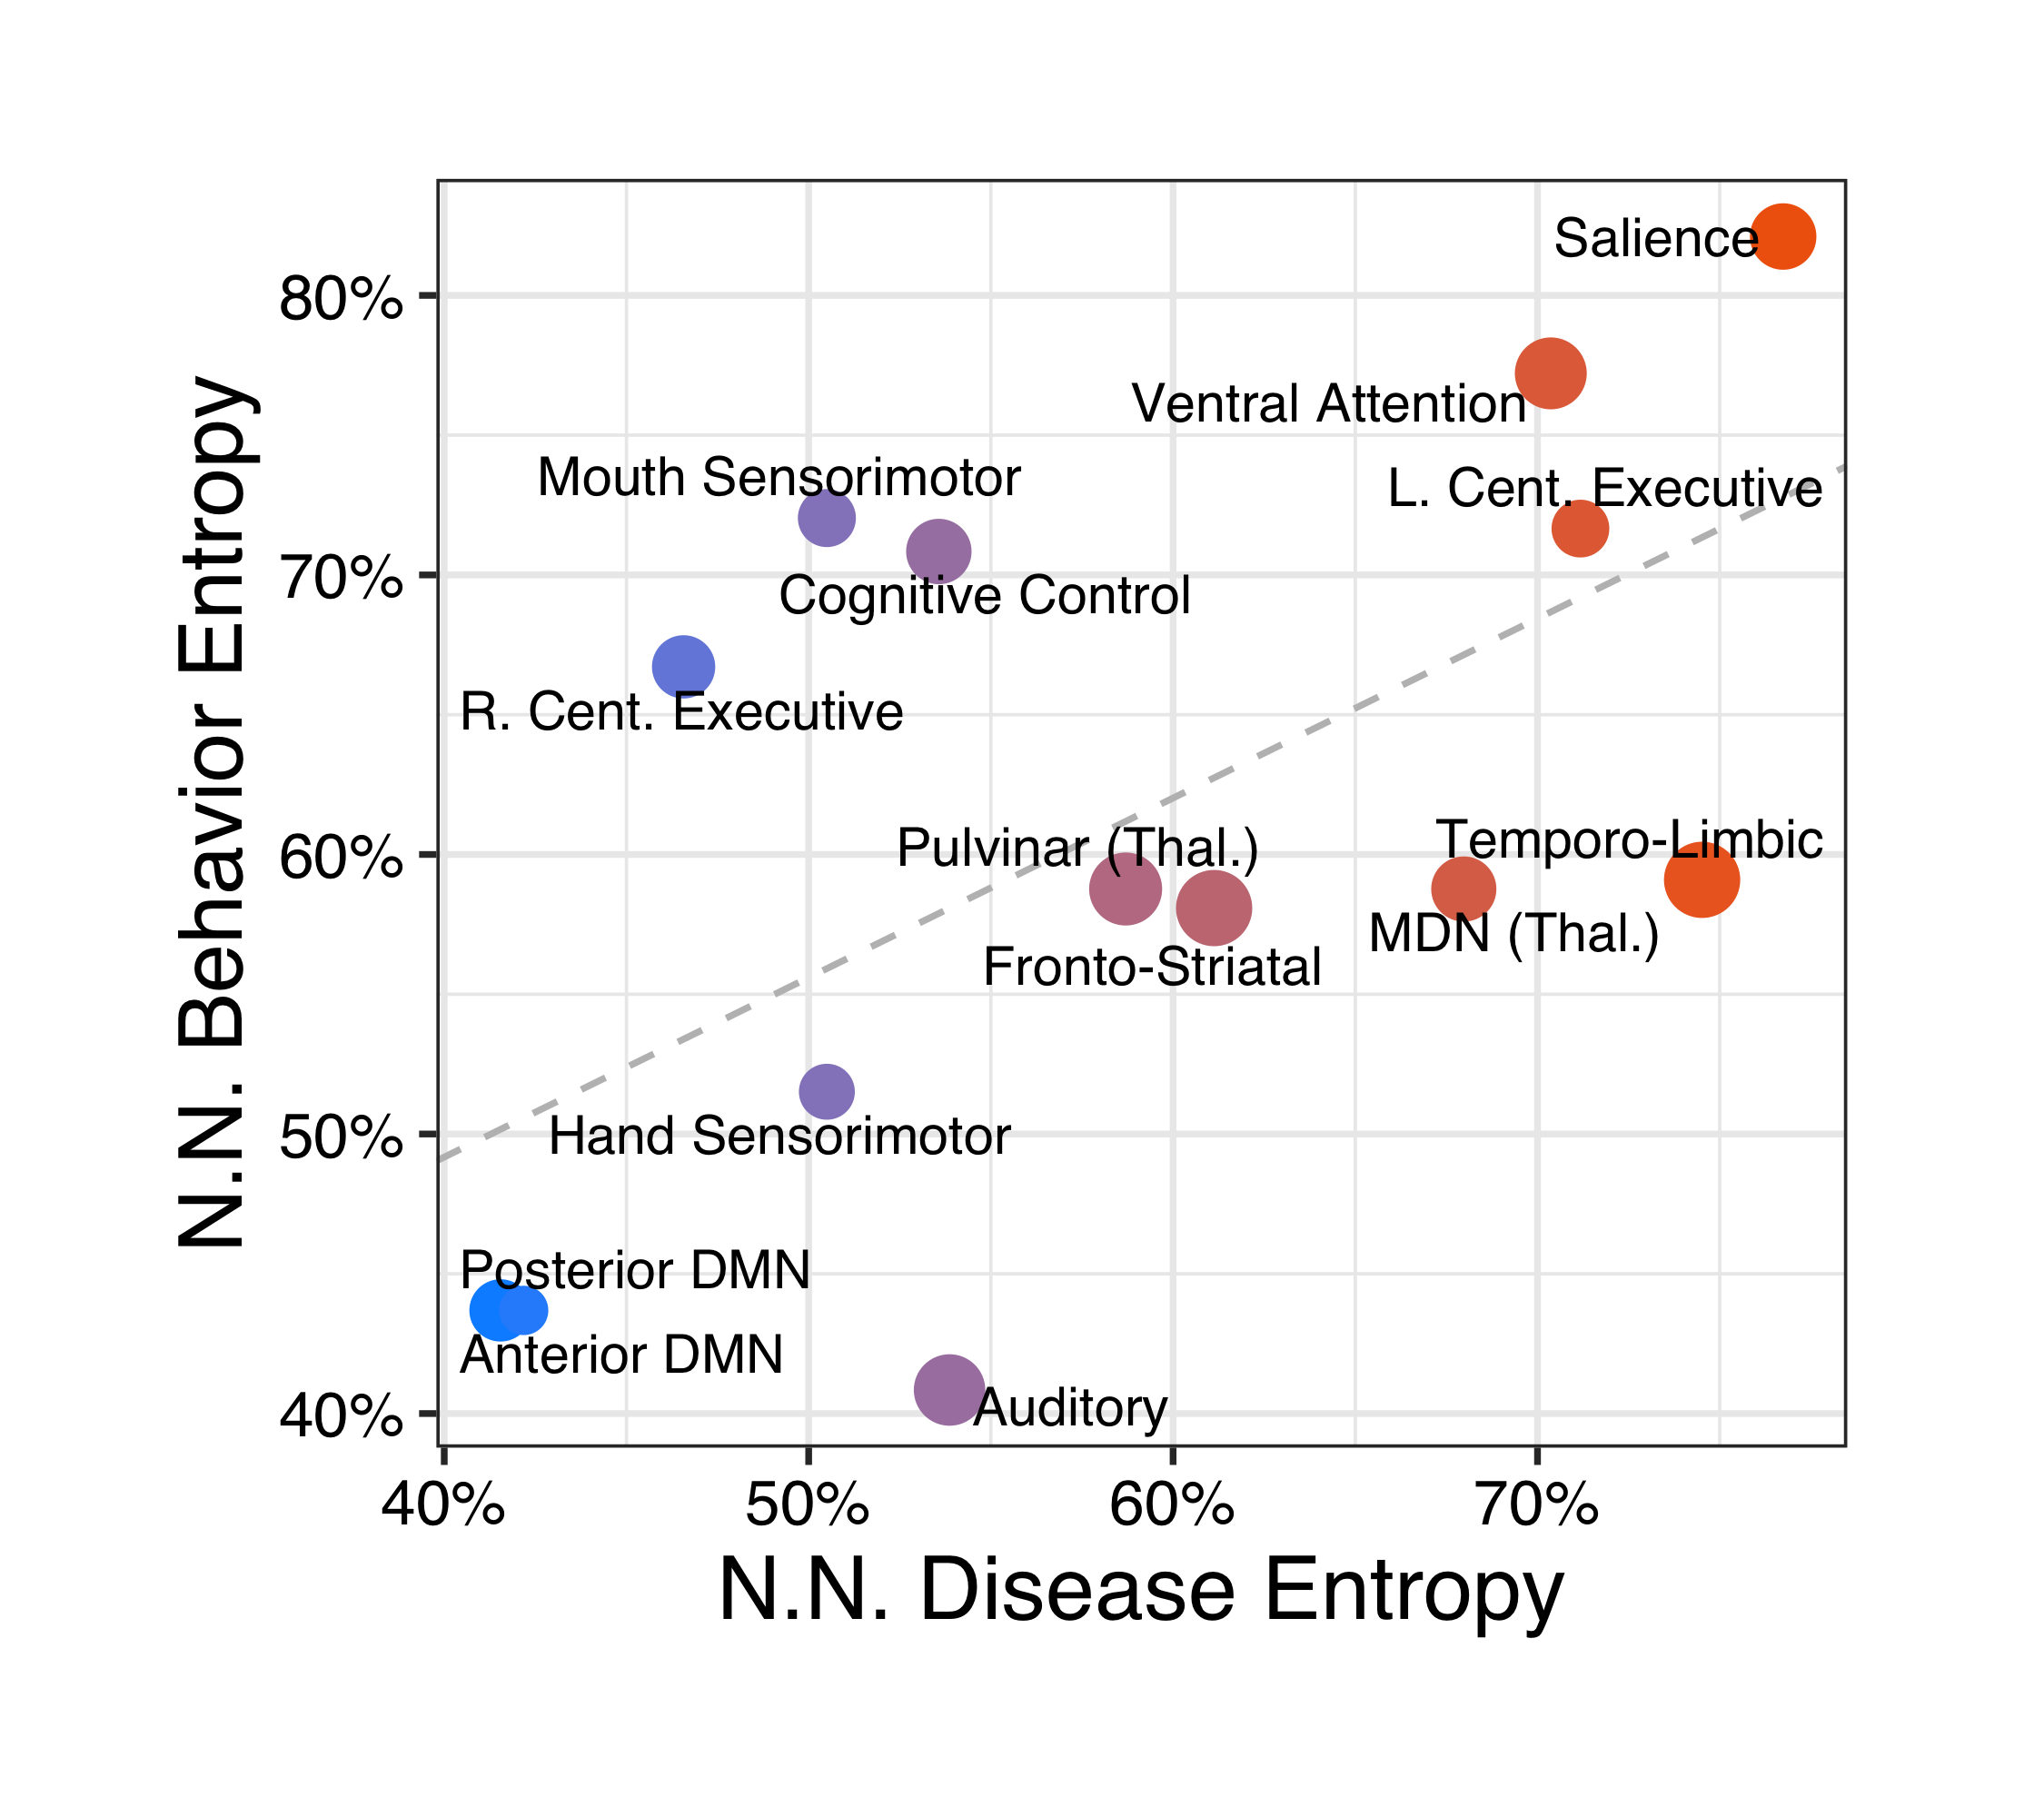 Salience
80%
Ventral Attention
Mouth Sensorimotor
L. Cent. Executive
70%
Cognitive Control
R. Cent. Executive
N.N. Behavior Entropy
Temporo-Limbic
Pulvinar (Thal.)
60%
MDN (Thal.)
Fronto-Striatal
50%
Hand Sensorimotor
Posterior DMN
Anterior DMN
40%
Auditory
40%
50%
60%
70%
N.N. Disease Entropy